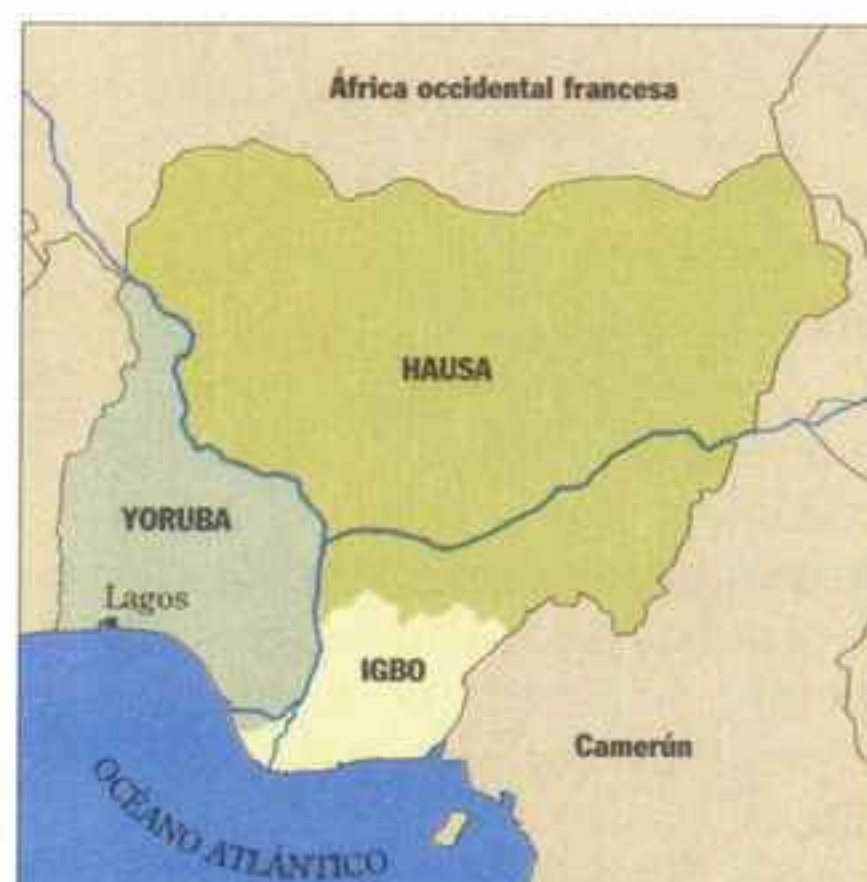 África occidental francesa
HAUSA
YORUBA
Lagos
IGBO
Camerún
OCÉANO ATLÁNTICO